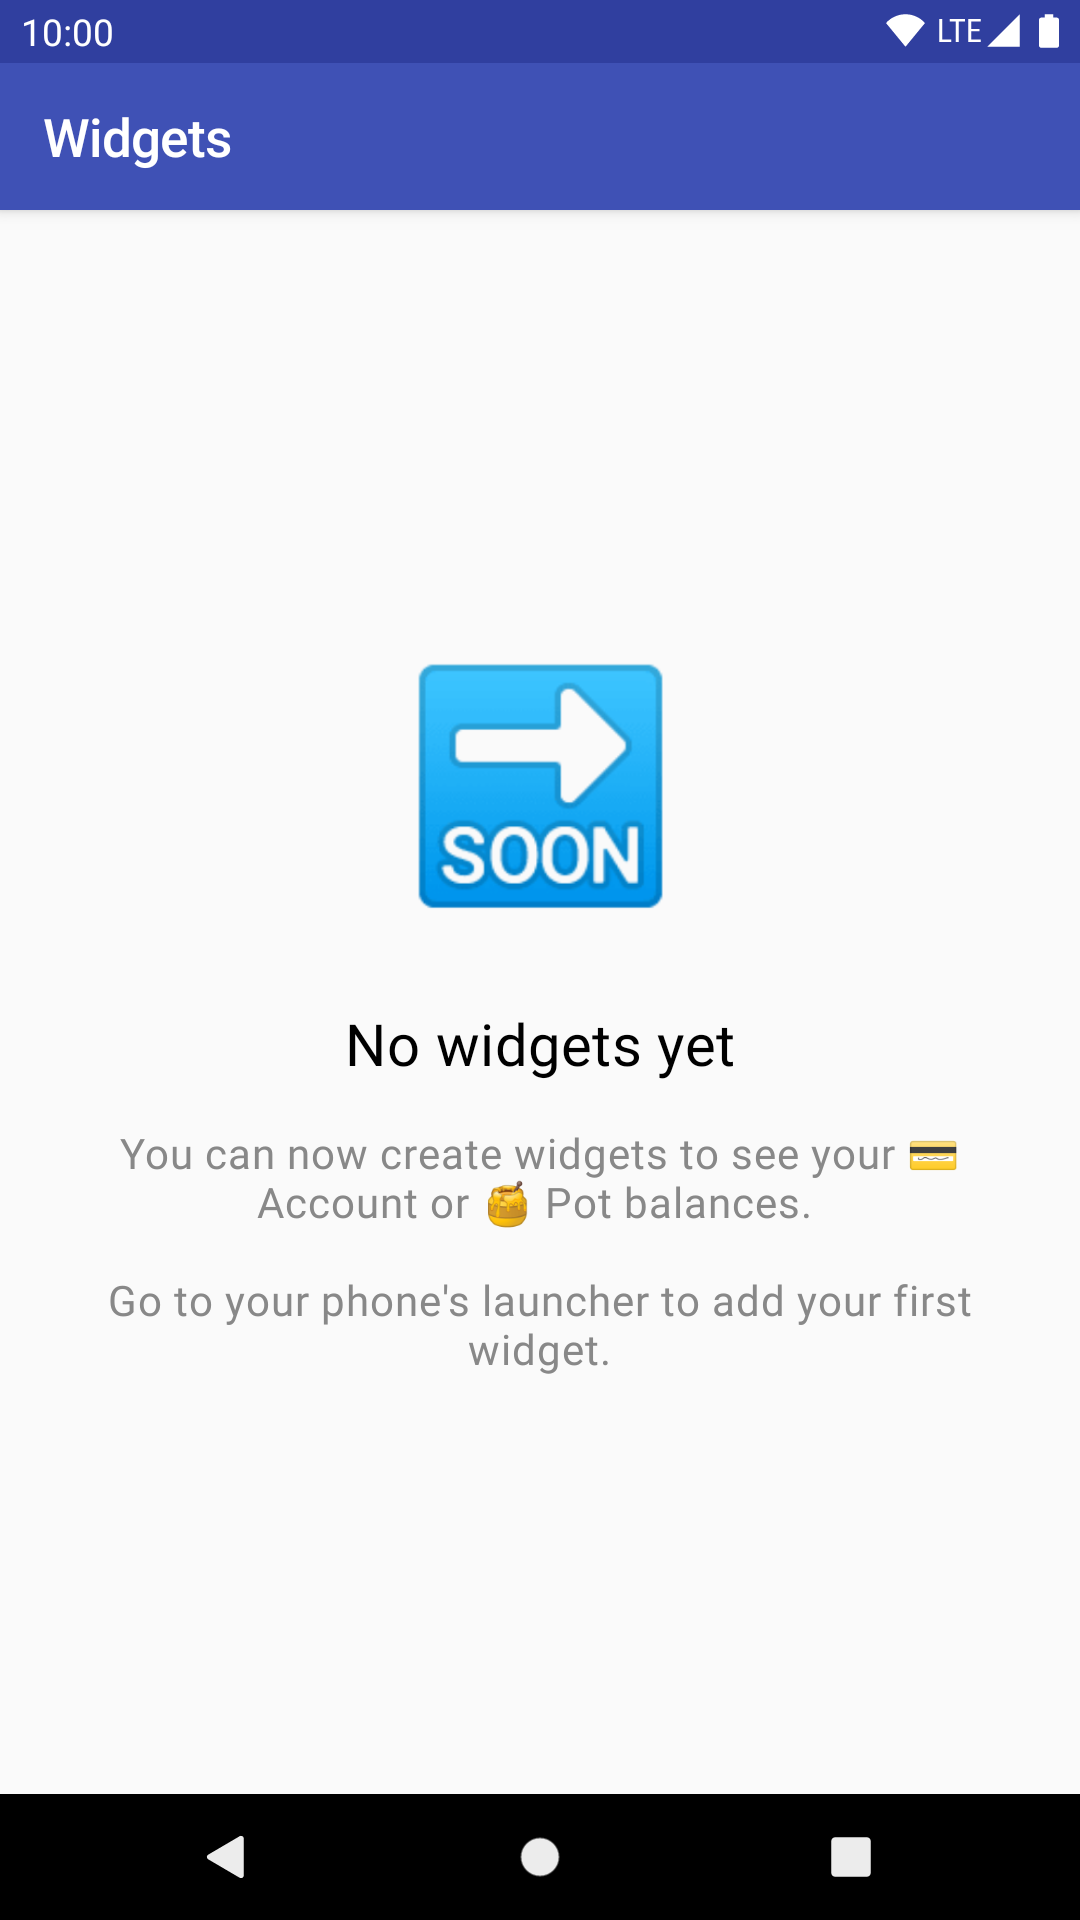 10:00 LTE
Widgets
SOON
No widgets yet
You can now create widgets to see your 💳
Account or 🍯 Pot balances.
Go to your phone's launcher to add your first
widget.